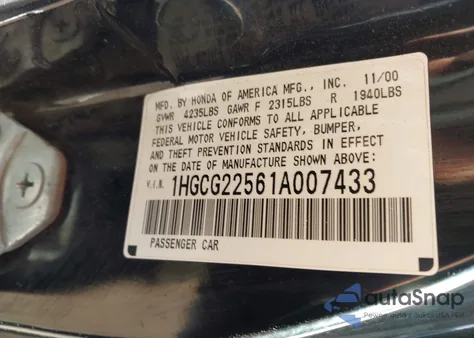 MFD. BY HONDA OF AMERICA MFG., INC. 11/00
GVWR 4235LBS GAWR F 2315LBS R 1940LBS
THIS VEHICLE CONFORMS TO ALL APPLICABLE
FEDERAL MOTOR VEHICLE SAFETY, BUMPER,
AND THEFT PREVENTION STANDARDS IN EFFECT
ON THE DATE OF MANUFACTURE SHOWN ABOVE:
V.I.N. 1HGCG22561A007433
PASSENGER CAR
autoSnap